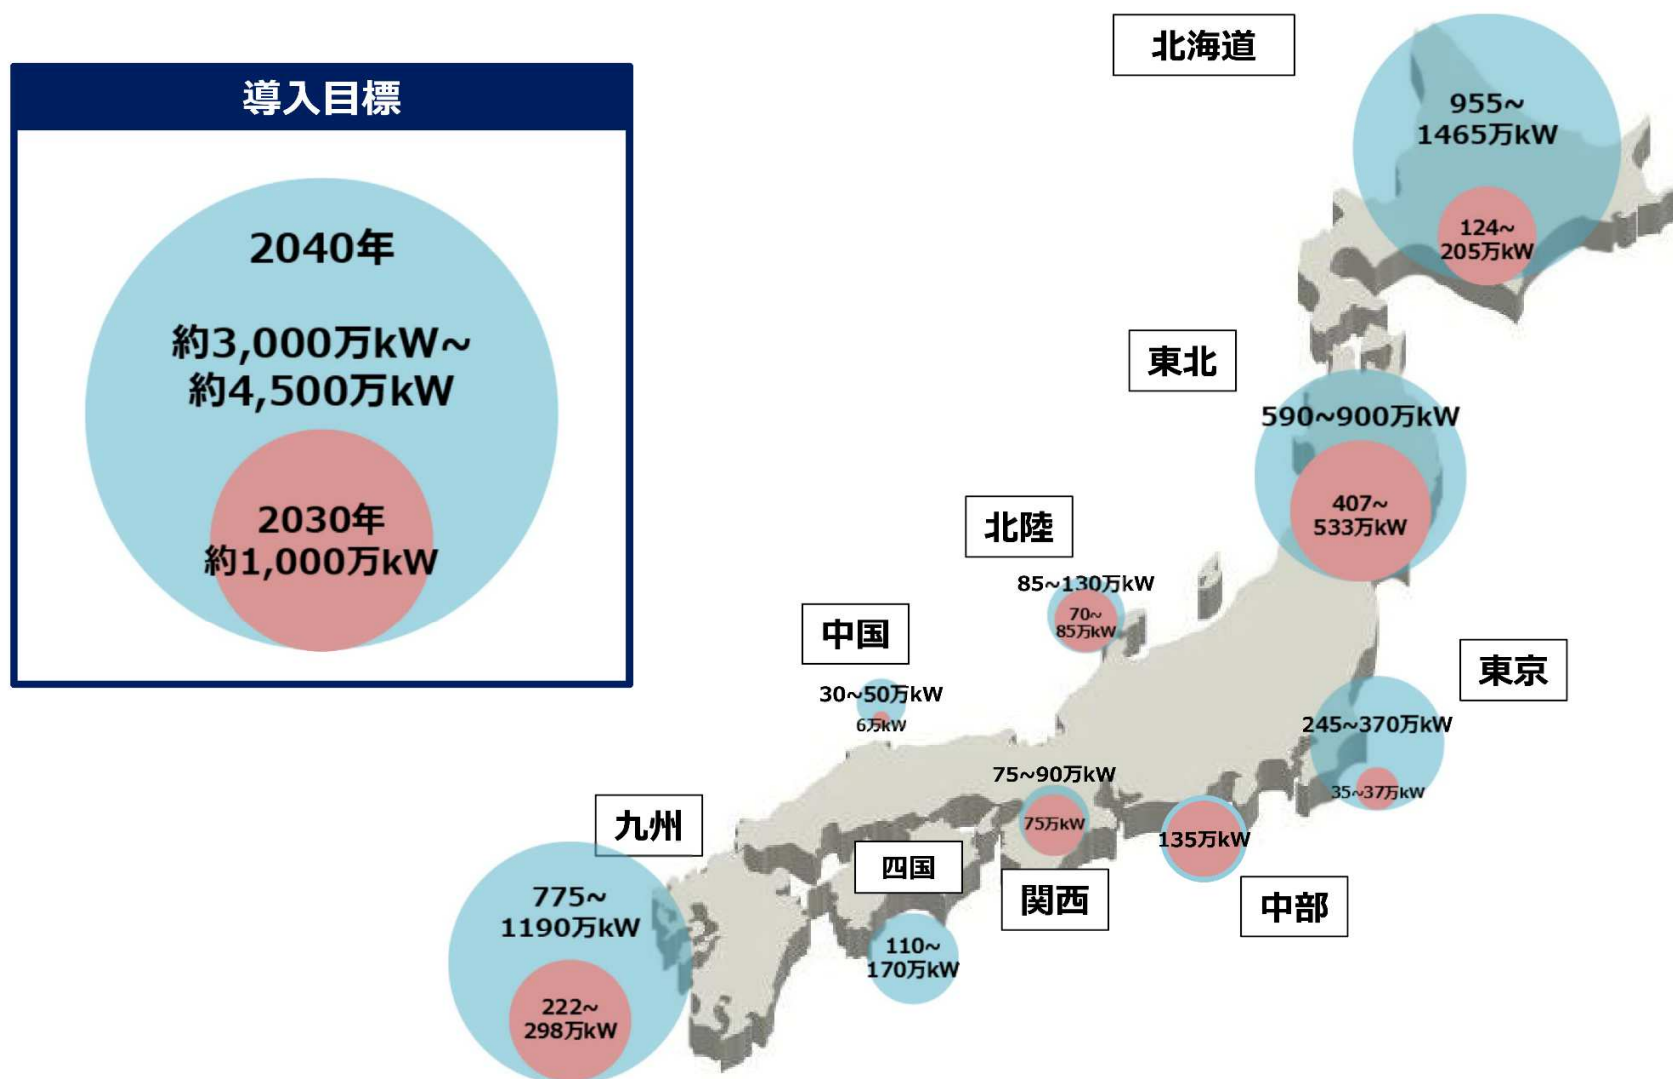 導入目標
2040年
約3,000万kW~
約4,500万kW
2030年
約1,000万kW
北海道
955~
1465万kW
124~
205万kW
東北
590~900万kW
407~
533万kW
北陸
85~130万kW
70~
85万kW
中国
30~50万kW
6万kW
東京
245~370万kW
35~37万kW
75~90万kW
75万kW
関西
135万kW
中部
四国
110~
170万kW
九州
775~
1190万kW
222~
298万kW